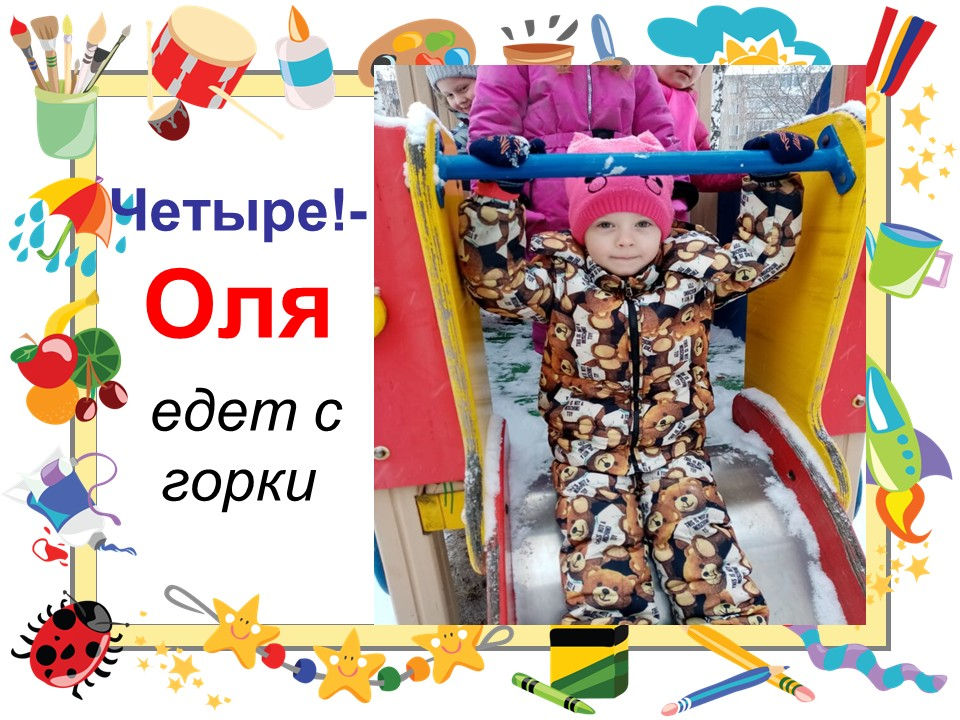 Четыре!-
Оля
едет с
горки